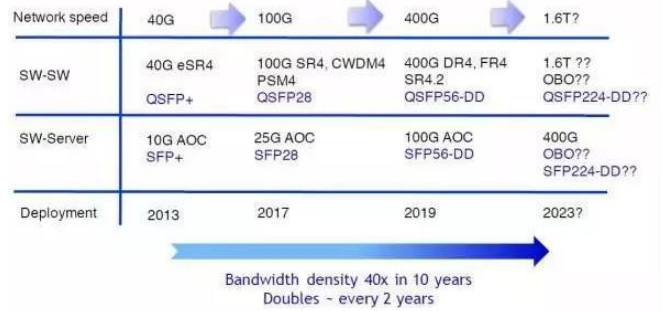 Network speed 40G 100G 400G 1.6T?
SW-SW 40G eSR4 100G SR4, CWDM4 400G DR4, FR4 1.6T ??
PSM4 SR4.2 OBO??
QSFP+ QSFP28 QSFP56-DD QSFP224-DD??
SW-Server 10G AOC 25G AOC 100G AOC 400G
SFP+ SFP28 SFP56-DD OBO??
SFP224-DD??
Deployment 2013 2017 2019 2023?
Bandwidth density 40x in 10 years
Doubles ~ every 2 years